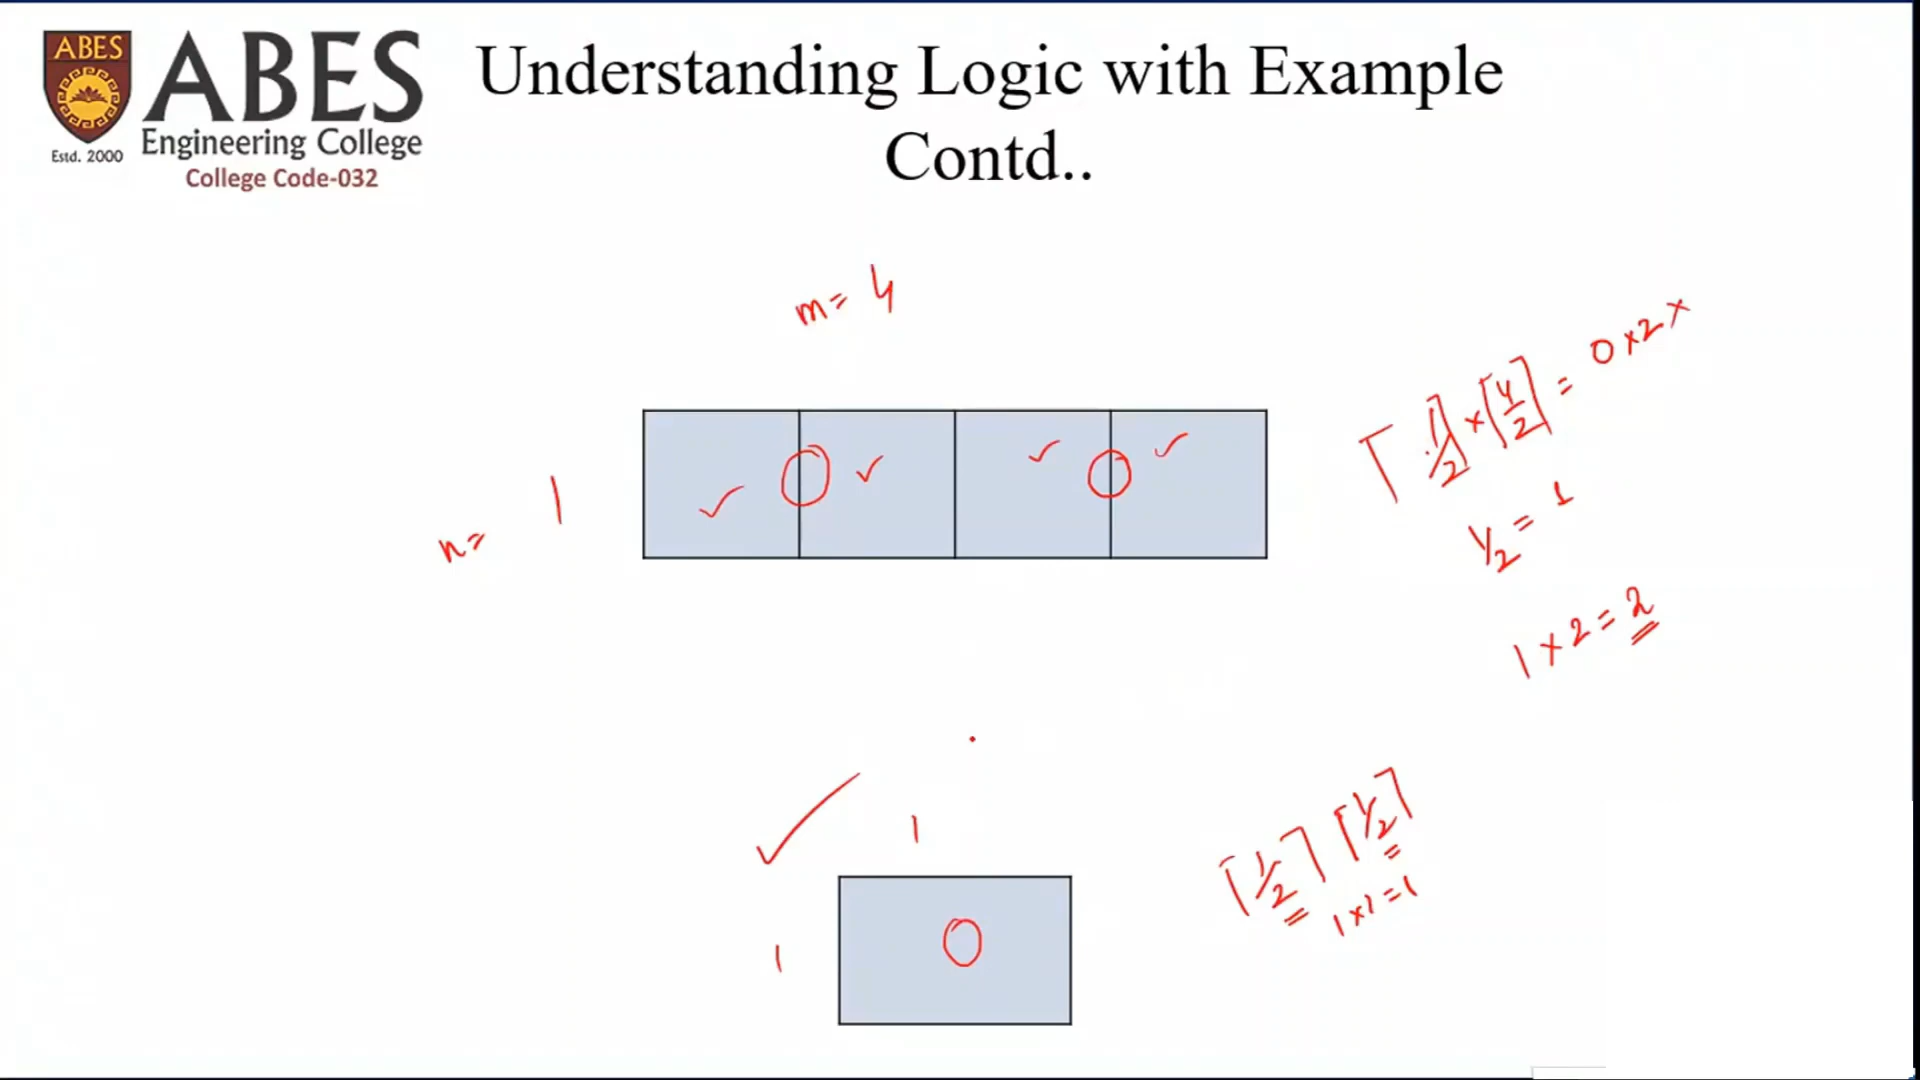 ABES
Estd. 2000
ABES
Engineering College
College Code-032
Understanding Logic with Example
Contd..
m= 4
n= 1
⌈1/2⌉×⌈4/2⌉= 0×2×
1/2 = 1
1×2=2
1
1
⌈1/2⌉⌈1/2⌉
1×1=1